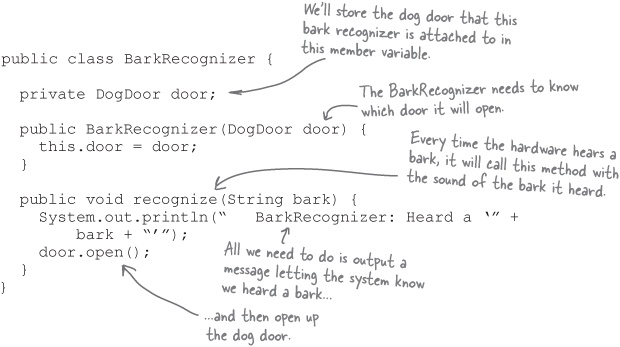 We'll store the dog door that this
bark recognizer is attached to in
this member variable.
public class BarkRecognizer {
private DogDoor door;
The BarkRecognizer needs to know
which door it will open.
public BarkRecognizer(DogDoor door) {
this.door = door;
}
Every time the hardware hears a
bark, it will call this method with
the sound of the bark it heard.
public void recognize(String bark) {
System.out.println(“   BarkRecognizer: Heard a ‘” +
bark + “’”);
door.open();
}
}
All we need to do is output a
message letting the system know
we heard a bark...
...and then open up
the dog door.